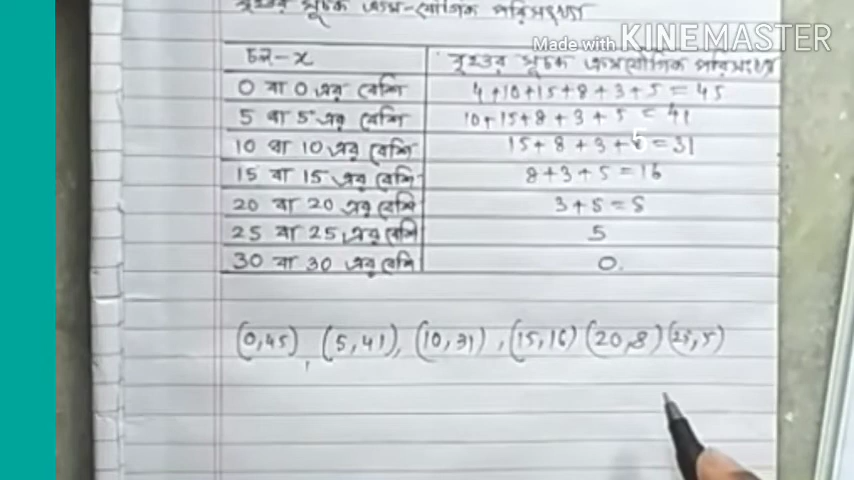 বৃহত্তর সূচক ক্রম-যৌগিক পরিসংখ্যা
Made with KINEMASTER
চল-x বৃহত্তর সূচক ক্রমযৌগিক পরিসংখ্যা
0 বা 0 এর বেশি 4+10+15+8+3+5=45
5 বা 5 এর বেশি 10+15+8+3+5=41
10 বা 10 এর বেশি 15+8+3+5=31
15 বা 15 এর বেশি 8+3+5=16
20 বা 20 এর বেশি 3+5=8
25 বা 25 এর বেশি 5
30 বা 30 এর বেশি 0.
(0,45), (5,41), (10,31), (15,16) (20,8) (25,5)